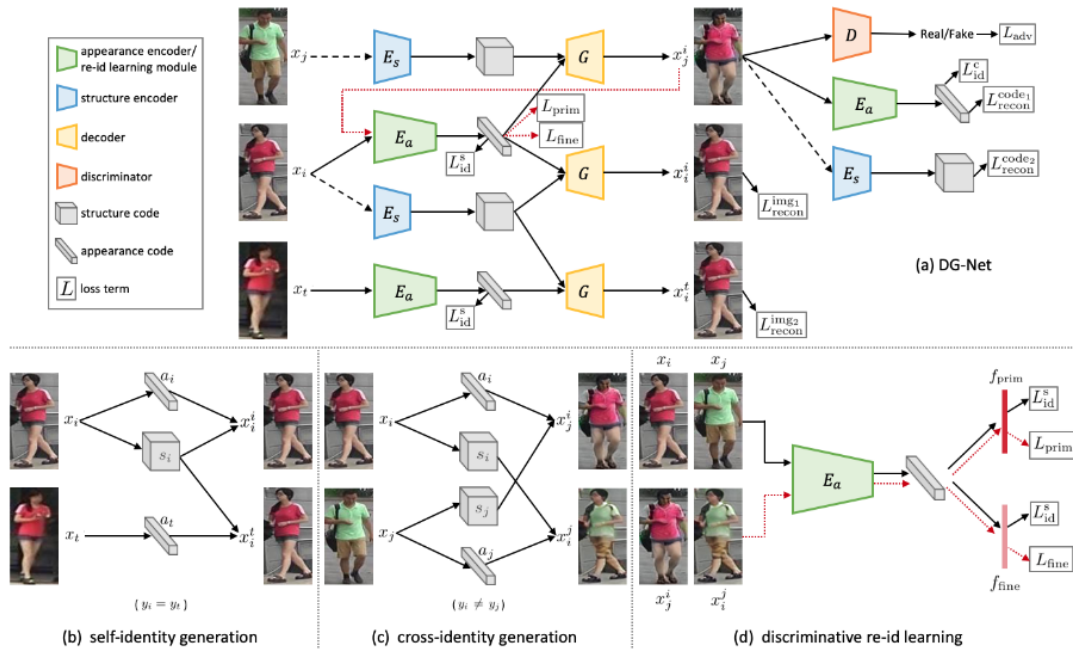 appearance encoder/
re-id learning module
structure encoder
decoder
discriminator
structure code
appearance code
L loss term
x_j
E_s
G
x_j^i
D
Real/Fake
L_adv
L_prim
L_fine
E_a
L_id^s
x_i
E_s
G
x_i^i
L_recon^img_1
E_a
L_id^c
L_recon^code_1
E_s
L_recon^code_2
x_t
E_a
L_id^s
G
x_i^t
L_recon^img_2
(a) DG-Net
x_i
a_i
s_i
x_i^i
x_t
a_t
x_i^t
( y_i = y_t )
(b) self-identity generation
x_i
a_i
s_i
x_j^i
x_j
s_j
a_j
x_i^j
(y_i ≠ y_j)
(c) cross-identity generation
x_i x_j
x_j^i x_i^j
E_a
f_prim
L_id^s
L_prim
L_id^s
L_fine
f_fine
(d) discriminative re-id learning